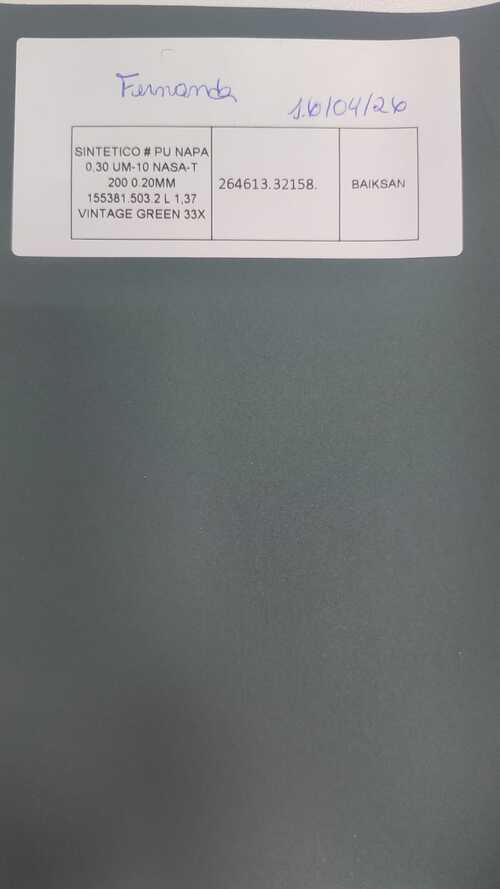 Fernanda
16/04/26
SINTETICO # PU NAPA
0,30 UM-10 NASA-T
200 0.20MM
155381.503.2 L 1,37
VINTAGE GREEN 33X
264613.32158.
BAIKSAN